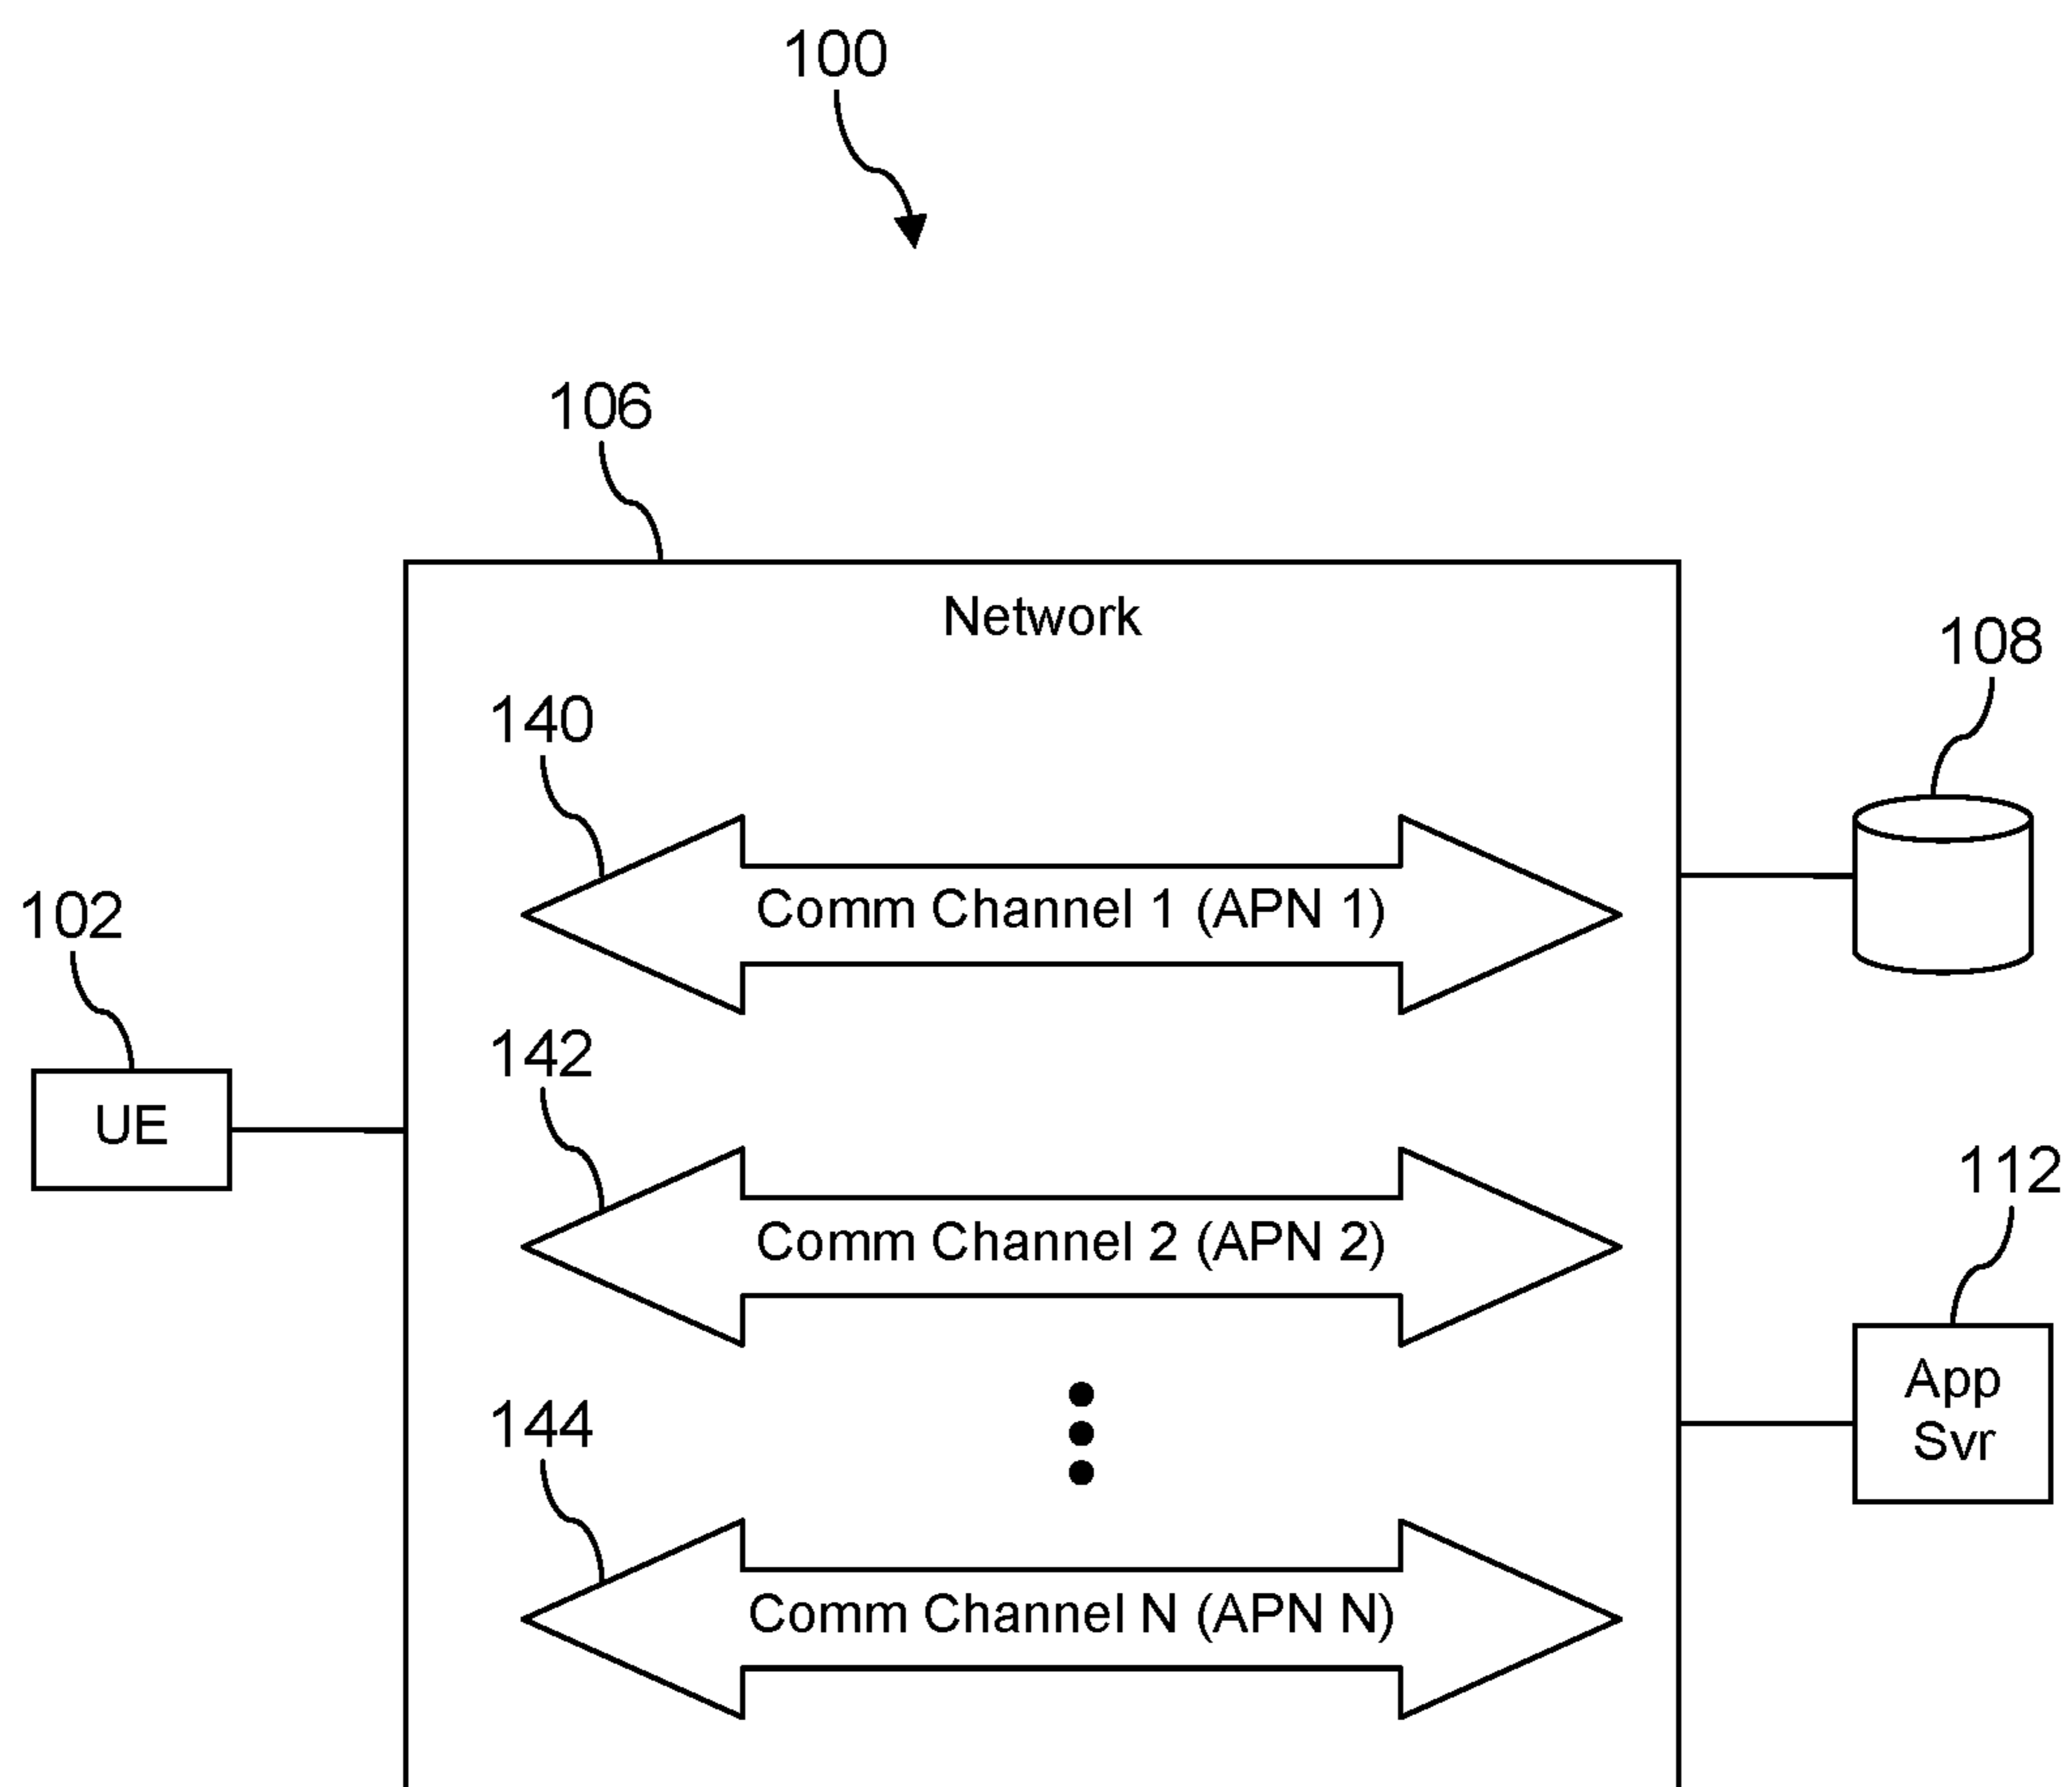 100
106
Network
108
140
Comm Channel 1 (APN 1)
102
UE
142
Comm Channel 2 (APN 2)
112
App
Svr
144
Comm Channel N (APN N)